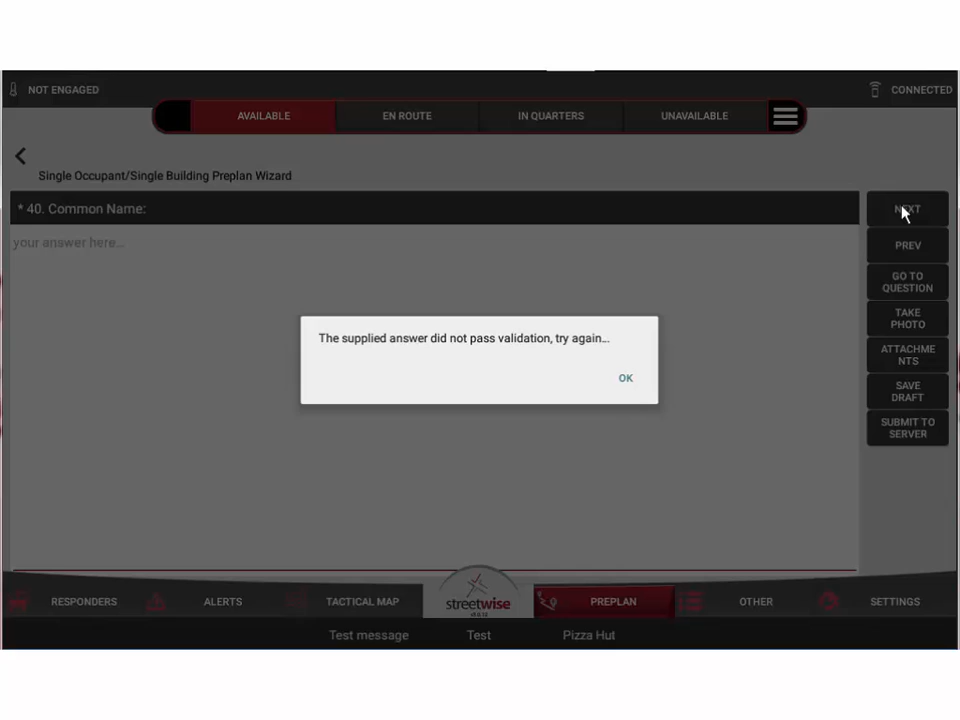 NOT ENGAGED
CONNECTED
AVAILABLE
EN ROUTE
IN QUARTERS
UNAVAILABLE
Single Occupant/Single Building Preplan Wizard
* 40. Common Name:
your answer here...
NEXT
PREV
GO TO
QUESTION
TAKE
PHOTO
ATTACHME
NTS
SAVE
DRAFT
SUBMIT TO
SERVER
The supplied answer did not pass validation, try again...
OK
RESPONDERS
ALERTS
TACTICAL MAP
streetwise
PREPLAN
OTHER
SETTINGS
Test message
Test
Pizza Hut